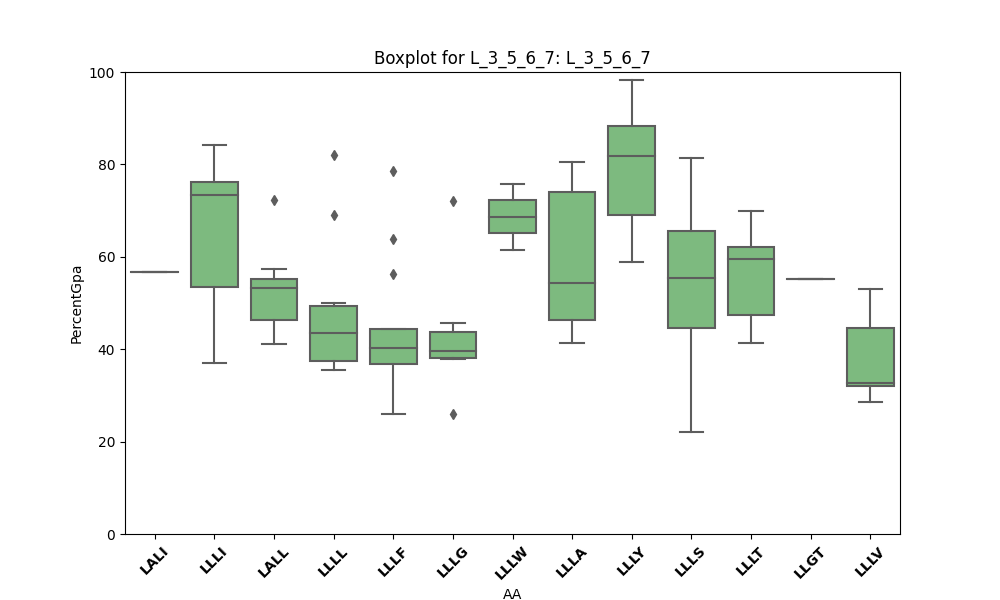 Boxplot for L_3_5_6_7: L_3_5_6_7
PercentGpa
100
80
60
40
20
0
LALI LLLI LALL LLLL LLLF LLLG LLLW LLLA LLLY LLLS LLLT LLGT LLLV
AA